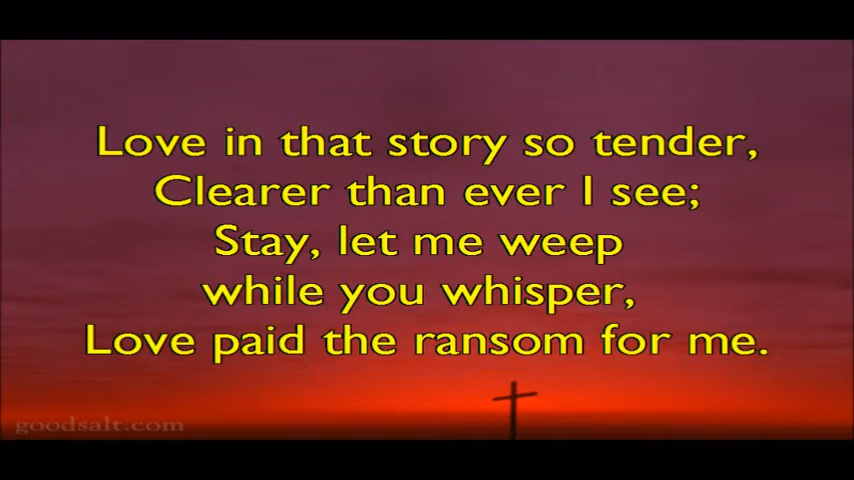 Love in that story so tender,
Clearer than ever I see;
Stay, let me weep
while you whisper,
Love paid the ransom for me.
goodsalt.com